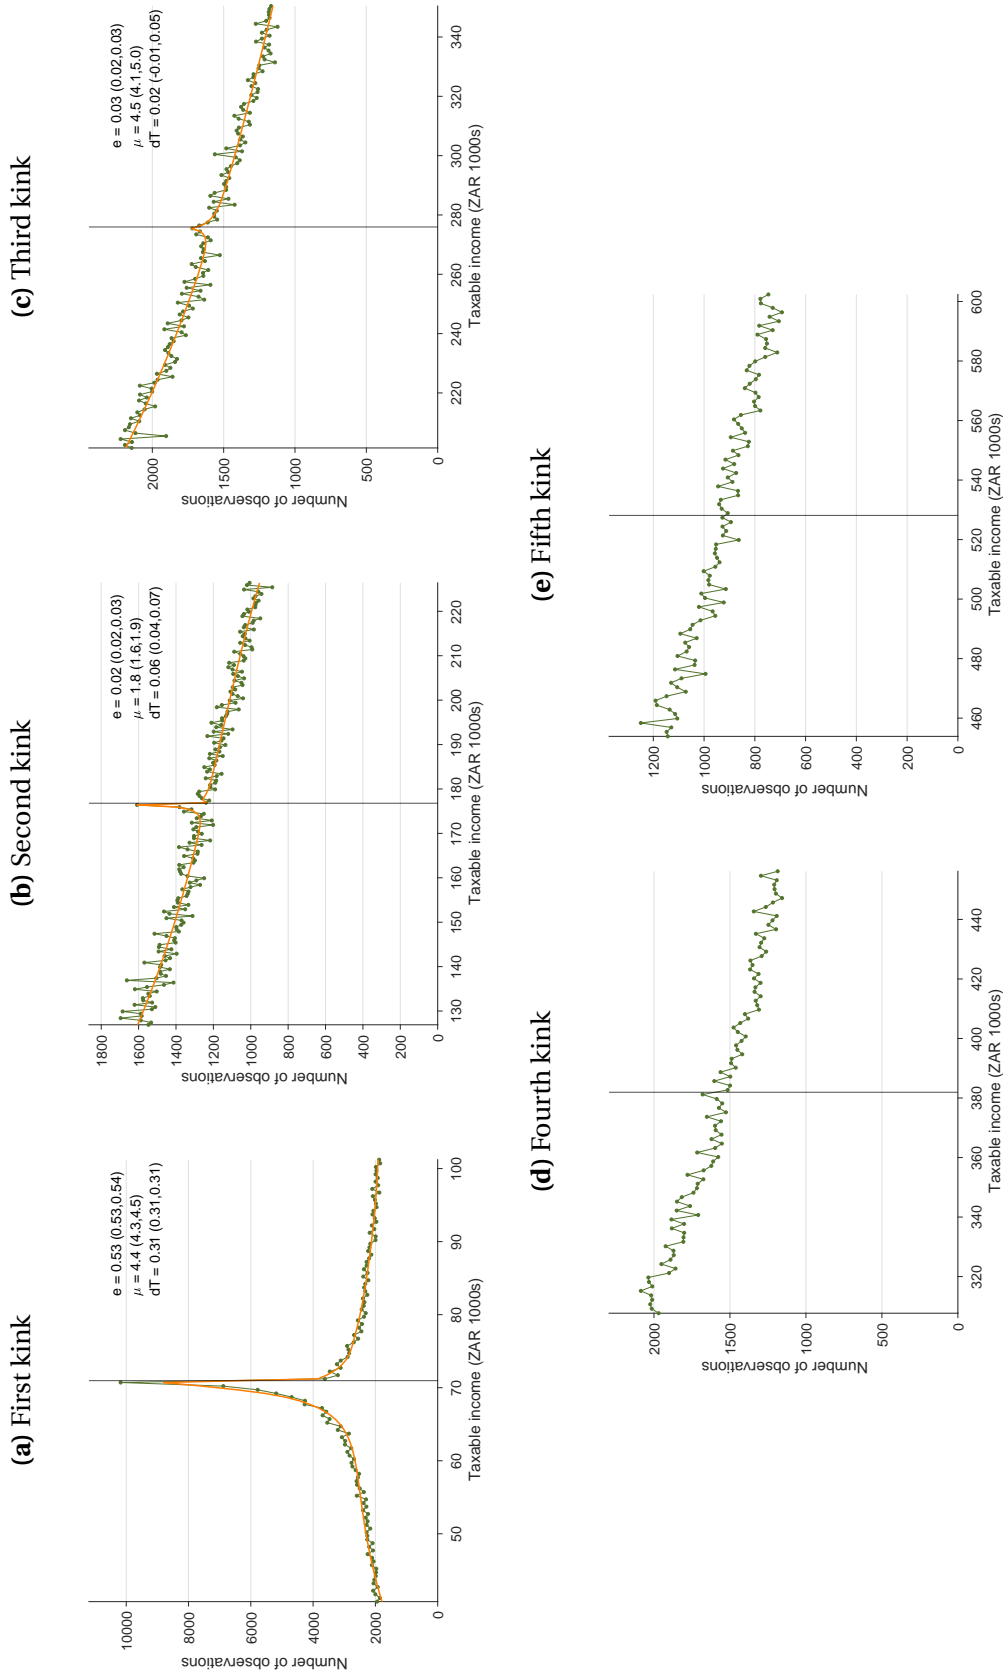 (a) First kink
10000
8000
6000
4000
2000
0
Number of observations
50
60
70
80
90
100
Taxable income (ZAR 1000s)
e = 0.53 (0.53,0.54)
μ = 4.4 (4.3,4.5)
dT = 0.31 (0.31,0.31)
(b) Second kink
1800
1600
1400
1200
1000
800
600
400
200
0
Number of observations
130
140
150
160
170
180
190
200
210
220
Taxable income (ZAR 1000s)
e = 0.02 (0.02,0.03)
μ = 1.8 (1.6,1.9)
dT = 0.06 (0.04,0.07)
(c) Third kink
2000
1500
1000
500
0
Number of observations
220
240
260
280
300
320
340
Taxable income (ZAR 1000s)
e = 0.03 (0.02,0.03)
μ = 4.5 (4.1,5.0)
dT = 0.02 (-0.01,0.05)
(d) Fourth kink
2000
1500
1000
500
0
Number of observations
320
340
360
380
400
420
440
Taxable income (ZAR 1000s)
(e) Fifth kink
1200
1000
800
600
400
200
0
Number of observations
460
480
500
520
540
560
580
600
Taxable income (ZAR 1000s)